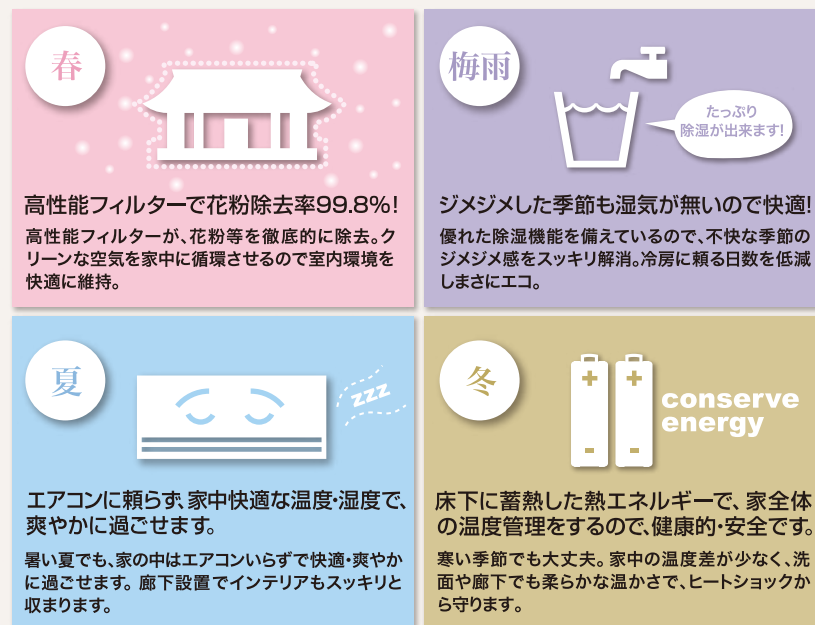 春
高性能フィルターで花粉除去率99.8%!
高性能フィルターが、花粉等を徹底的に除去。ク
リーンな空気を家中に循環させるので室内環境を
快適に維持。
梅雨
たっぷり
除湿が出来ます!
ジメジメした季節も湿気が無いので快適!
優れた除湿機能を備えているので、不快な季節の
ジメジメ感をスッキリ解消。冷房に頼る日数を低減
しまさにエコ。
夏
zzz
エアコンに頼らず、家中快適な温度・湿度で、
爽やかに過ごせます。
暑い夏でも、家の中はエアコンいらずで快適・爽やか
に過ごせます。廊下設置でインテリアもスッキリと
収まります。
冬
conserve
energy
床下に蓄熱した熱エネルギーで、家全体
の温度管理をするので、健康的・安全です。
寒い季節でも大丈夫。家中の温度差が少なく、洗
面や廊下でも柔らかな温かさで、ヒートショックか
ら守ります。